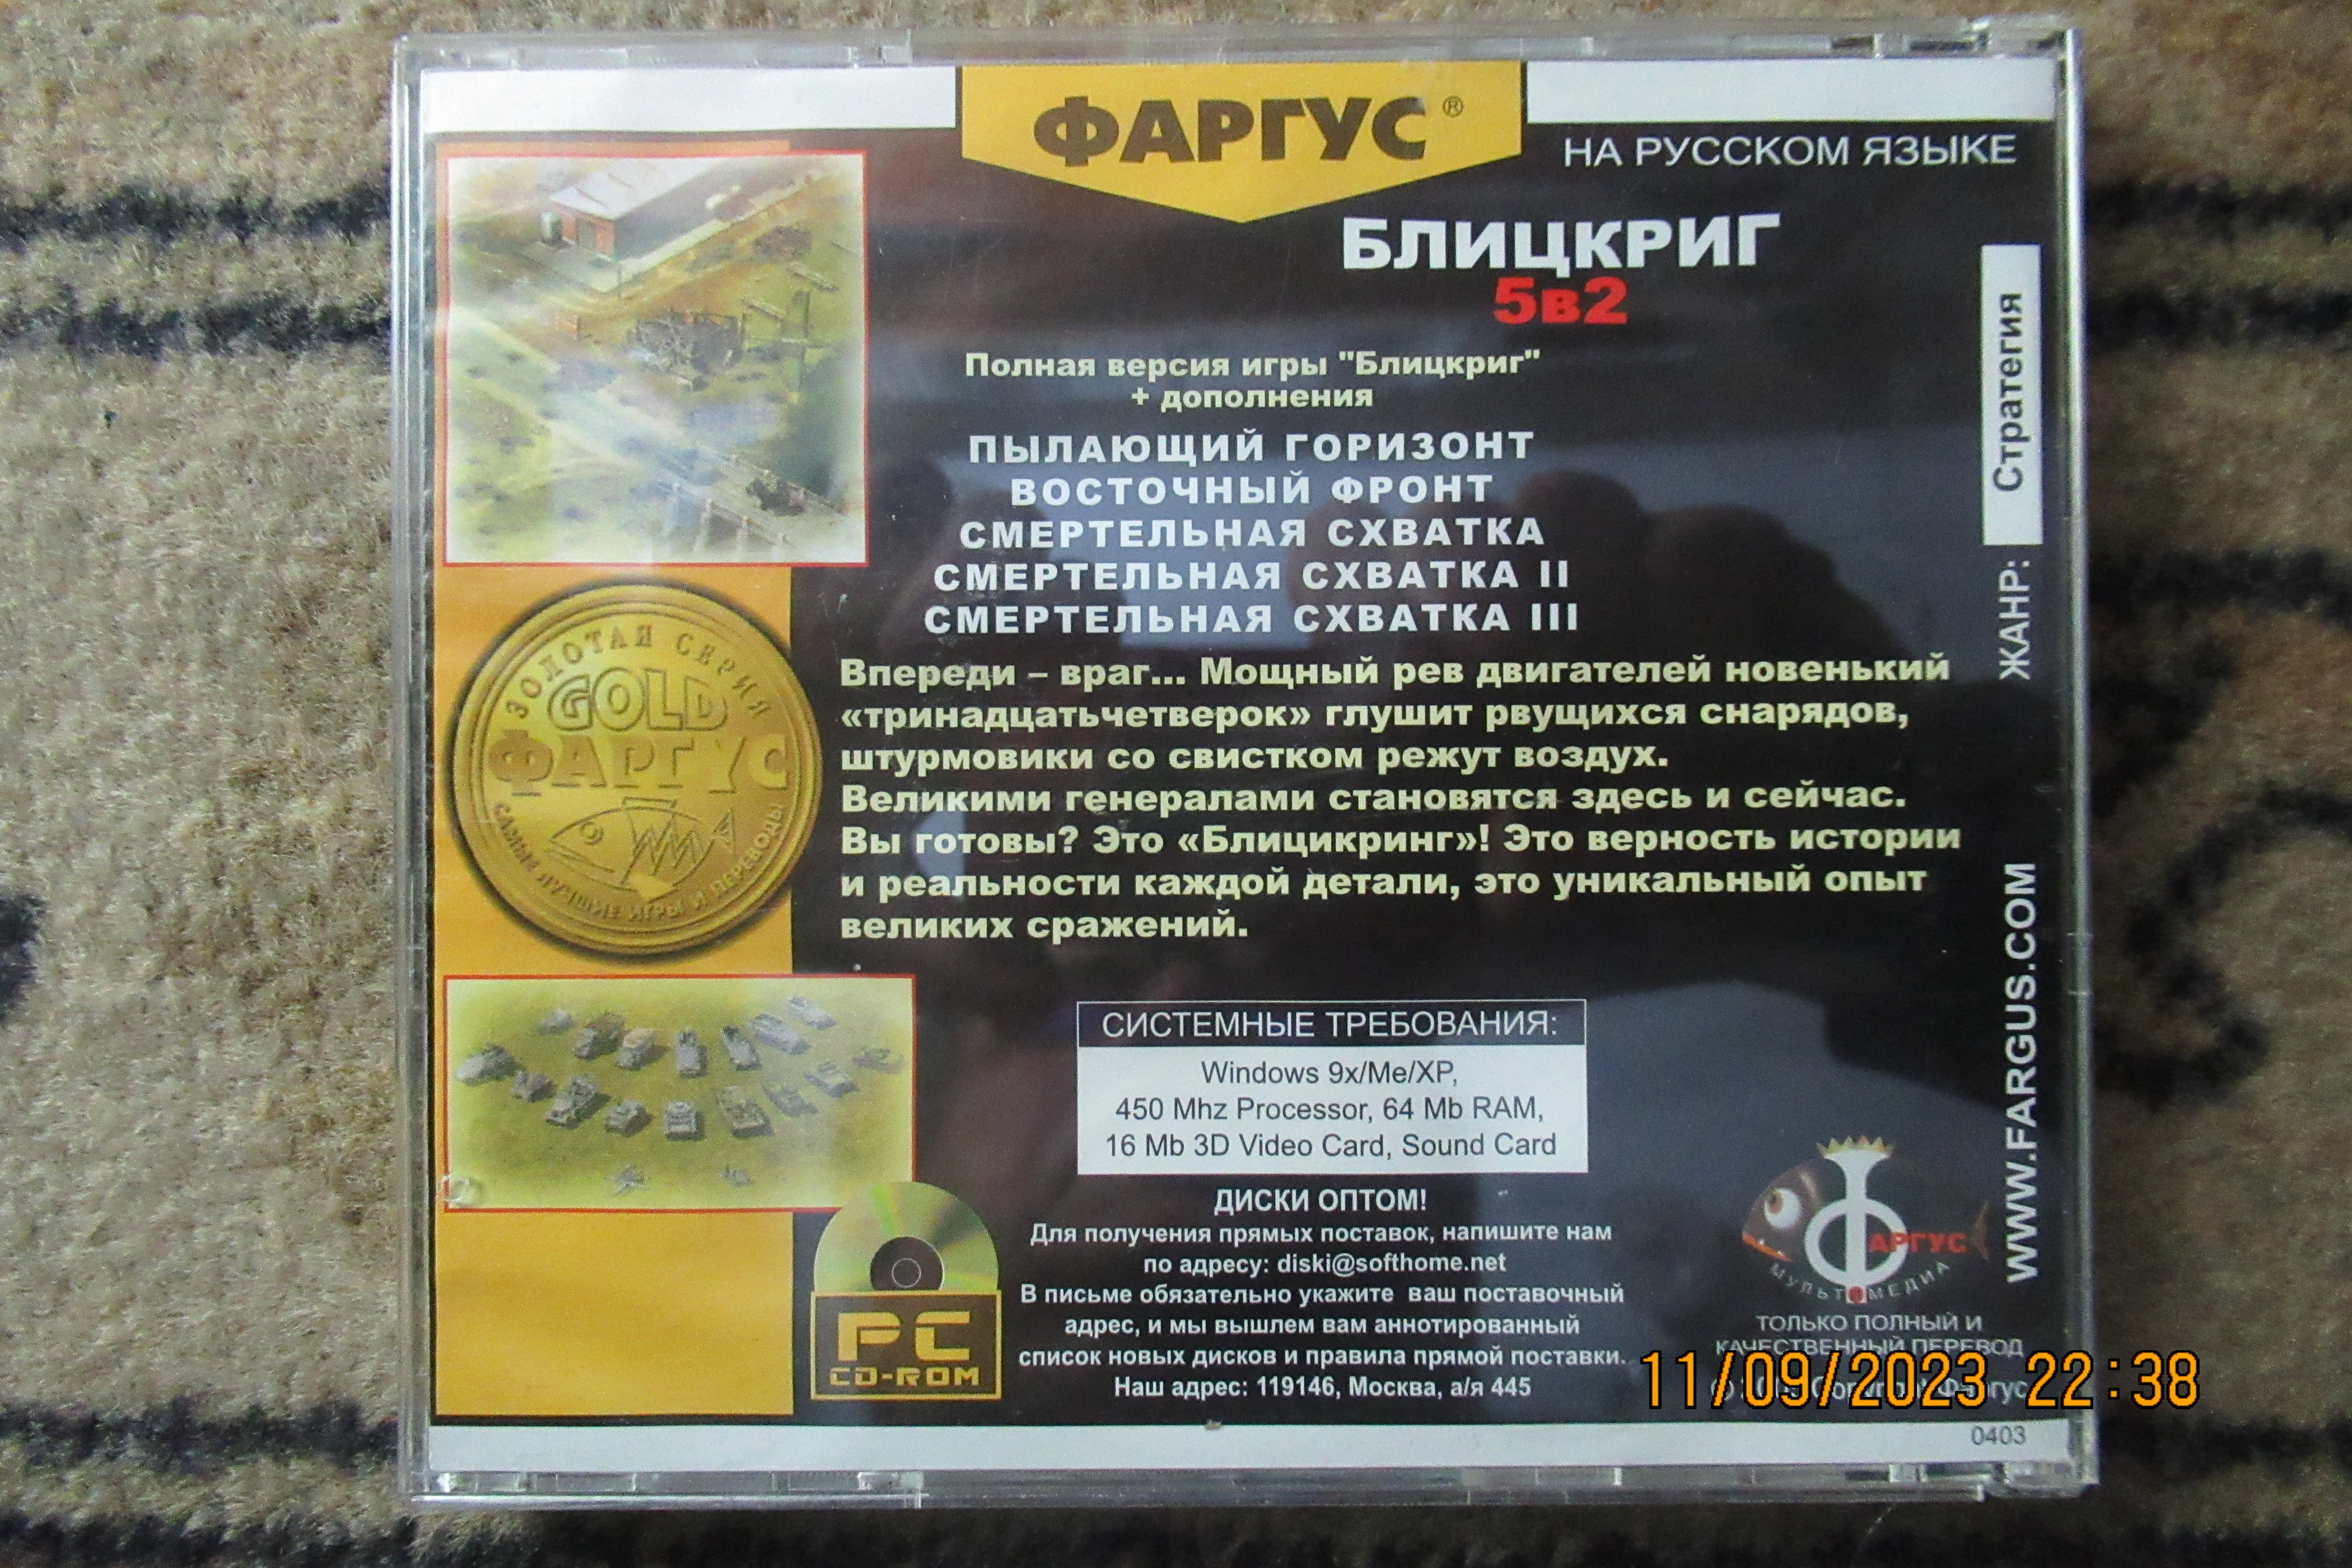 ФАРГУС ®
НА РУССКОМ ЯЗЫКЕ
БЛИЦКРИГ
5в2
Полная версия игры "Блицкриг"
+ дополнения
ПЫЛАЮЩИЙ ГОРИЗОНТ
ВОСТОЧНЫЙ ФРОНТ
СМЕРТЕЛЬНАЯ СХВАТКА
СМЕРТЕЛЬНАЯ СХВАТКА II
СМЕРТЕЛЬНАЯ СХВАТКА III
ЖАНР: Стратегия
ЗОЛОТАЯ СЕРИЯ
GOLD
ФАРГУС
САМЫЕ ЛУЧШИЕ ИГРЫ И ПЕРЕВОДЫ
Впереди – враг... Мощный рев двигателей новенький
«тринадцатьчетверок» глушит рвущихся снарядов,
штурмовики со свистком режут воздух.
Великими генералами становятся здесь и сейчас.
Вы готовы? Это «Блицикринг»! Это верность истории
и реальности каждой детали, это уникальный опыт
великих сражений.
WWW.FARGUS.COM
СИСТЕМНЫЕ ТРЕБОВАНИЯ:
Windows 9x/Me/XP,
450 Mhz Processor, 64 Mb RAM,
16 Mb 3D Video Card, Sound Card
ДИСКИ ОПТОМ!
Для получения прямых поставок, напишите нам
по адресу: diski@softhome.net
В письме обязательно укажите ваш поставочный
адрес, и мы вышлем вам аннотированный
список новых дисков и правила прямой поставки.
Наш адрес: 119146, Москва, а/я 445
PC
CD-ROM
ФАРГУС
МУЛЬТИМЕДИА
ТОЛЬКО ПОЛНЫЙ И
КАЧЕСТВЕННЫЙ ПЕРЕВОД
Copyright Фаргус
11/09/2023 22:38
0403